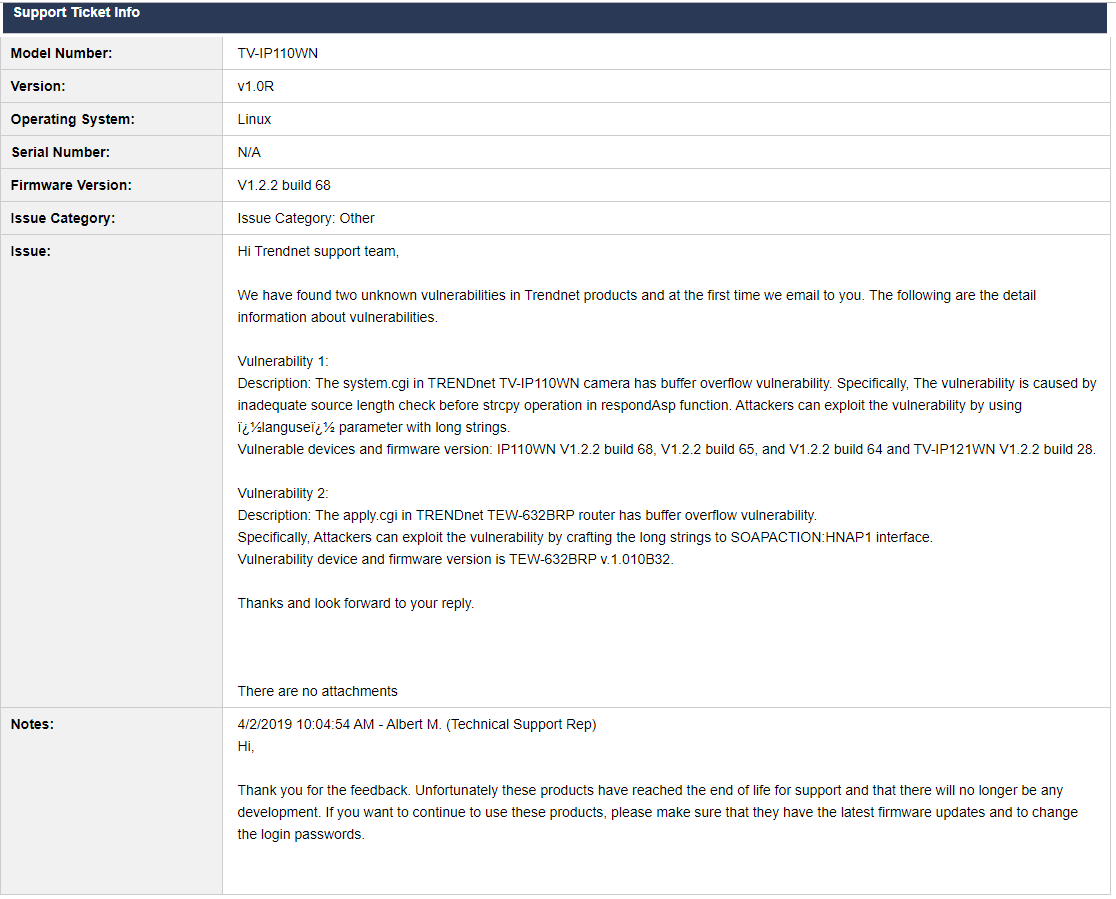 Support Ticket Info
Model Number: TV-IP110WN
Version: v1.0R
Operating System: Linux
Serial Number: N/A
Firmware Version: V1.2.2 build 68
Issue Category: Issue Category: Other
Issue: Hi Trendnet support team,
We have found two unknown vulnerabilities in Trendnet products and at the first time we email to you. The following are the detail
information about vulnerabilities.
Vulnerability 1:
Description: The system.cgi in TRENDnet TV-IP110WN camera has buffer overflow vulnerability. Specifically, The vulnerability is caused by
inadequate source length check before strcpy operation in respondAsp function. Attackers can exploit the vulnerability by using
ï¿½languseï¿½ parameter with long strings.
Vulnerable devices and firmware version: IP110WN V1.2.2 build 68, V1.2.2 build 65, and V1.2.2 build 64 and TV-IP121WN V1.2.2 build 28.
Vulnerability 2:
Description: The apply.cgi in TRENDnet TEW-632BRP router has buffer overflow vulnerability.
Specifically, Attackers can exploit the vulnerability by crafting the long strings to SOAPACTION:HNAP1 interface.
Vulnerability device and firmware version is TEW-632BRP v.1.010B32.
Thanks and look forward to your reply.
There are no attachments
Notes: 4/2/2019 10:04:54 AM - Albert M. (Technical Support Rep)
Hi,
Thank you for the feedback. Unfortunately these products have reached the end of life for support and that there will no longer be any
development. If you want to continue to use these products, please make sure that they have the latest firmware updates and to change
the login passwords.